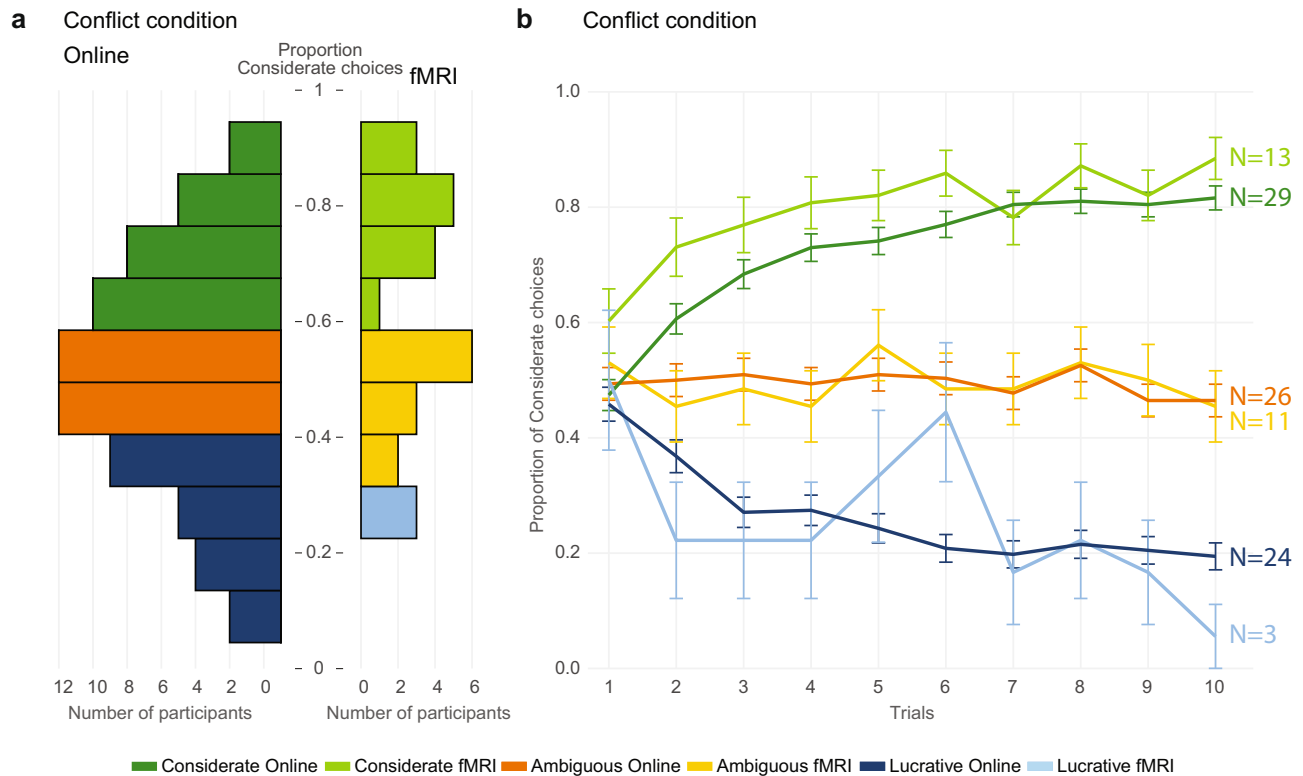 a Conflict condition
Online
Proportion
Considerate choices
fMRI
1
0.8
0.6
0.4
0.2
0
12 10 8 6 4 2 0
Number of participants
0 2 4 6
Number of participants
b Conflict condition
Proportion of Considerate choices
1.0
0.8
0.6
0.4
0.2
0.0
N=13
N=29
N=26
N=11
N=24
N=3
1 2 3 4 5 6 7 8 9 10
Trials
Considerate Online Considerate fMRI Ambiguous Online Ambiguous fMRI Lucrative Online Lucrative fMRI